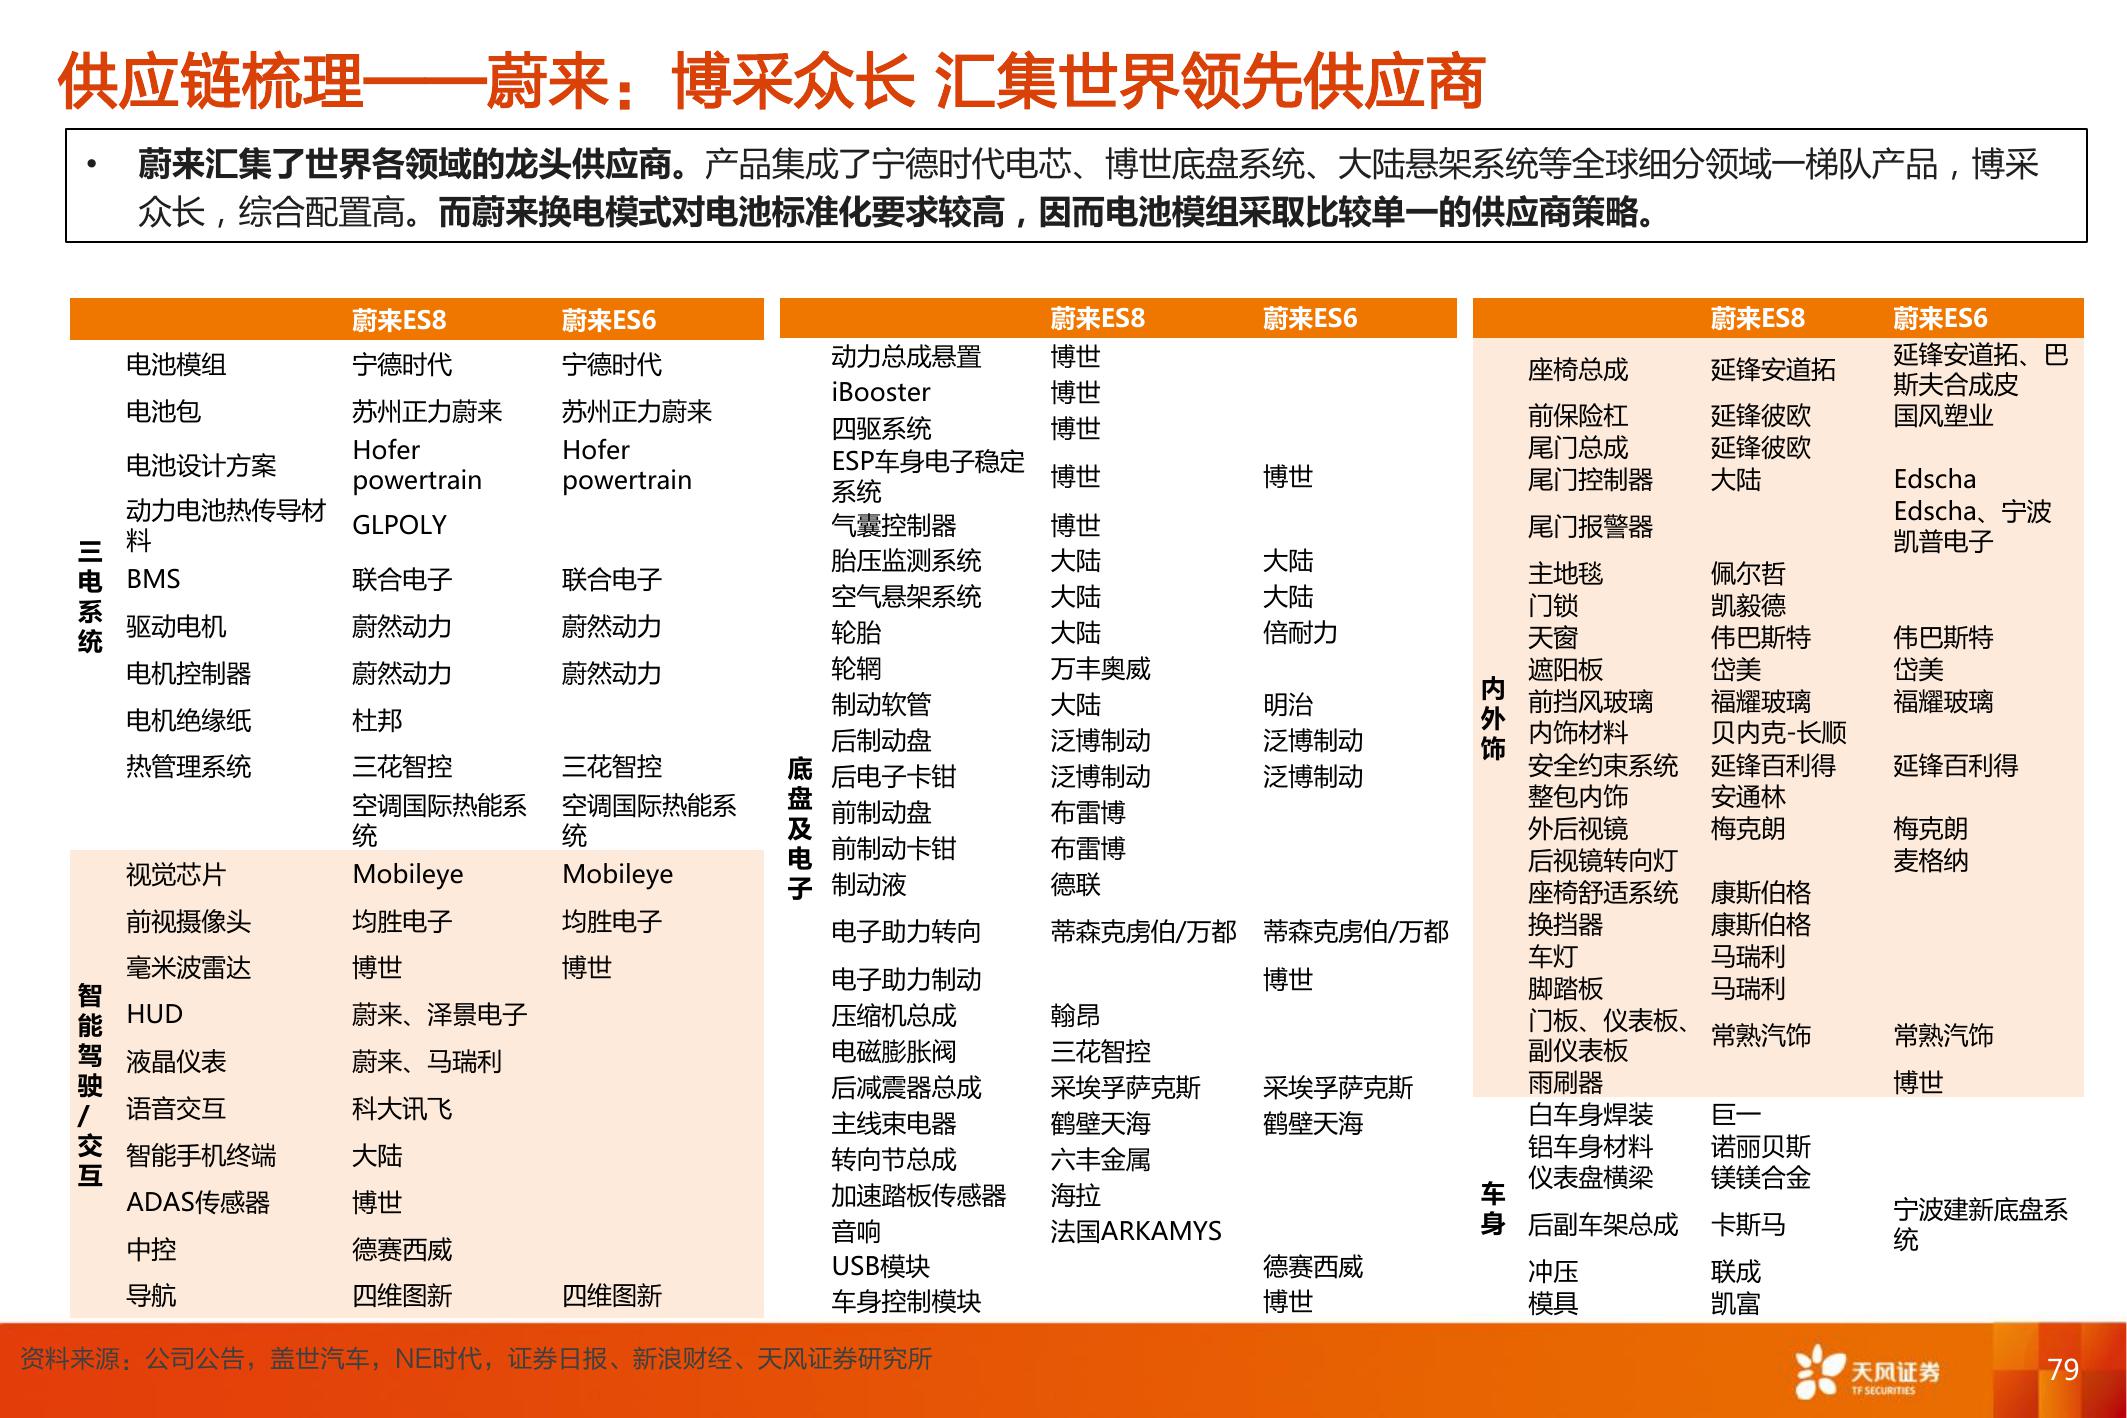 供应链梳理——蔚来：博采众长 汇集世界领先供应商
• 蔚来汇集了世界各领域的龙头供应商。产品集成了宁德时代电芯、博世底盘系统、大陆悬架系统等全球细分领域一梯队产品，博采
众长，综合配置高。而蔚来换电模式对电池标准化要求较高，因而电池模组采取比较单一的供应商策略。
蔚来ES8 蔚来ES6
三电系统
电池模组 宁德时代 宁德时代
电池包 苏州正力蔚来 苏州正力蔚来
电池设计方案 Hofer powertrain Hofer powertrain
动力电池热传导材料 GLPOLY
BMS 联合电子 联合电子
驱动电机 蔚然动力 蔚然动力
电机控制器 蔚然动力 蔚然动力
电机绝缘纸 杜邦
热管理系统 三花智控 三花智控
空调国际热能系统 空调国际热能系统
智能驾驶/交互
视觉芯片 Mobileye Mobileye
前视摄像头 均胜电子 均胜电子
毫米波雷达 博世 博世
HUD 蔚来、泽景电子
液晶仪表 蔚来、马瑞利
语音交互 科大讯飞
智能手机终端 大陆
ADAS传感器 博世
中控 德赛西威
导航 四维图新 四维图新
蔚来ES8 蔚来ES6
底盘及电子
动力总成悬置 博世
iBooster 博世
四驱系统 博世
ESP车身电子稳定系统 博世 博世
气囊控制器 博世
胎压监测系统 大陆 大陆
空气悬架系统 大陆 大陆
轮胎 大陆 倍耐力
轮辋 万丰奥威
制动软管 大陆 明治
后制动盘 泛博制动 泛博制动
后电子卡钳 泛博制动 泛博制动
前制动盘 布雷博
前制动卡钳 布雷博
制动液 德联
电子助力转向 蒂森克虏伯/万都 蒂森克虏伯/万都
电子助力制动 博世
压缩机总成 翰昂
电磁膨胀阀 三花智控
后减震器总成 采埃孚萨克斯 采埃孚萨克斯
主线束电器 鹤壁天海 鹤壁天海
转向节总成 六丰金属
加速踏板传感器 海拉
音响 法国ARKAMYS
USB模块 德赛西威
车身控制模块 博世
蔚来ES8 蔚来ES6
内外饰
座椅总成 延锋安道拓 延锋安道拓、巴斯夫合成皮
前保险杠 延锋彼欧 国风塑业
尾门总成 延锋彼欧
尾门控制器 大陆 Edscha
尾门报警器 Edscha、宁波凯普电子
主地毯 佩尔哲
门锁 凯毅德
天窗 伟巴斯特 伟巴斯特
遮阳板 岱美 岱美
前挡风玻璃 福耀玻璃 福耀玻璃
内饰材料 贝内克-长顺
安全约束系统 延锋百利得 延锋百利得
整包内饰 安通林
外后视镜 梅克朗 梅克朗
后视镜转向灯 麦格纳
座椅舒适系统 康斯伯格
换挡器 康斯伯格
车灯 马瑞利
脚踏板 马瑞利
门板、仪表板、副仪表板 常熟汽饰 常熟汽饰
雨刷器 博世
车身
白车身焊装 巨一
铝车身材料 诺丽贝斯
仪表盘横梁 镁镁合金
后副车架总成 卡斯马 宁波建新底盘系统
冲压 联成
模具 凯富
资料来源：公司公告，盖世汽车，NE时代，证券日报、新浪财经、天风证券研究所
天风证券
TF SECURITIES
79